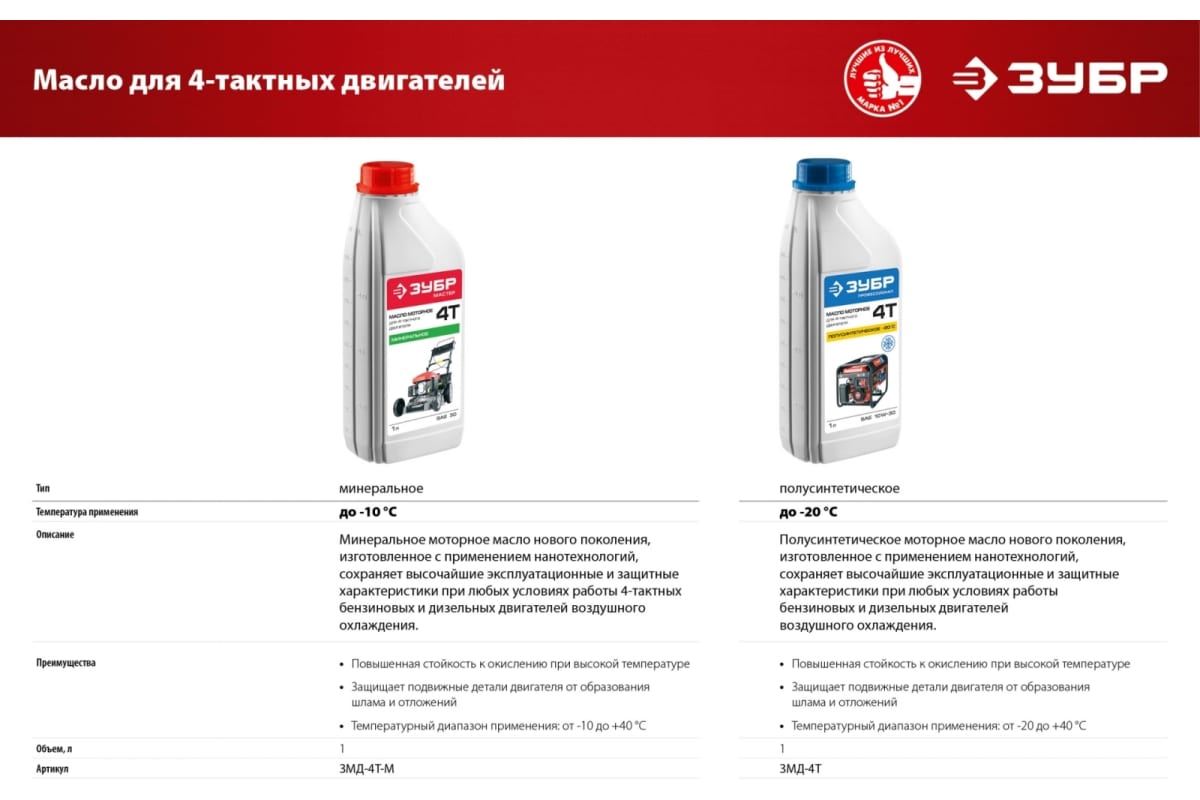 Масло для 4-тактных двигателей
ЛУЧШИЕ ИЗ ЛУЧШИХ
МАРКА №1
ЗУБР
ЗУБР
МАСТЕР
МАСЛО МОТОРНОЕ
для 4-тактного
двигателя
4Т
МИНЕРАЛЬНОЕ
SAE 30
1 л
ЗУБР
ПРОФЕССИОНАЛ
МАСЛО МОТОРНОЕ
для 4-тактного
двигателя
4Т
ПОЛУСИНТЕТИЧЕСКОЕ -20°С
SAE 10W-30
1 л
Тип
минеральное
полусинтетическое
Температура применения
до -10 °С
до -20 °С
Описание
Минеральное моторное масло нового поколения,
изготовленное с применением нанотехнологий,
сохраняет высочайшие эксплуатационные и защитные
характеристики при любых условиях работы 4-тактных
бензиновых и дизельных двигателей воздушного
охлаждения.
Полусинтетическое моторное масло нового поколения,
изготовленное с применением нанотехнологий,
сохраняет высочайшие эксплуатационные и защитные
характеристики при любых условиях работы
бензиновых и дизельных двигателей
воздушного охлаждения.
Преимущества
• Повышенная стойкость к окислению при высокой температуре
• Защищает подвижные детали двигателя от образования
шлама и отложений
• Температурный диапазон применения: от -10 до +40 °С
• Повышенная стойкость к окислению при высокой температуре
• Защищает подвижные детали двигателя от образования
шлама и отложений
• Температурный диапазон применения: от -20 до +40 °С
Объем, л
1
1
Артикул
ЗМД-4Т-М
ЗМД-4Т